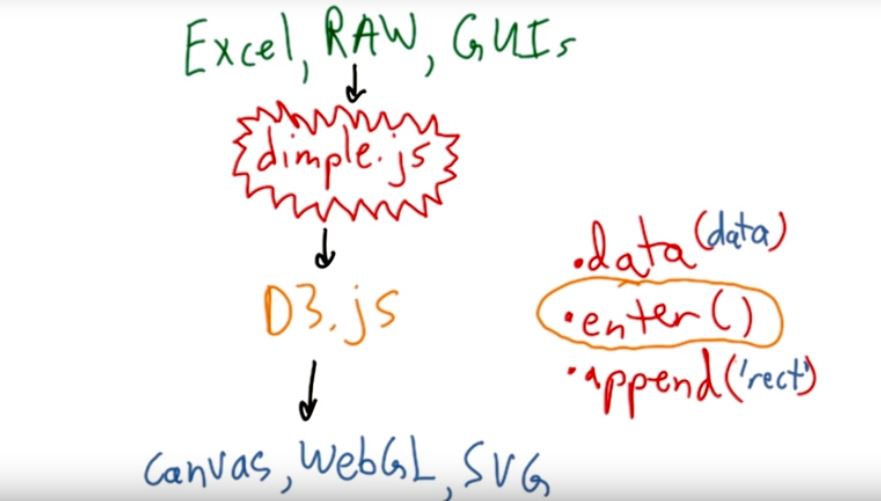 Excel, RAW, GUIs
dimple.js
D3.js
Canvas, WebGL, SVG
.data(data)
.enter()
.append('rect')